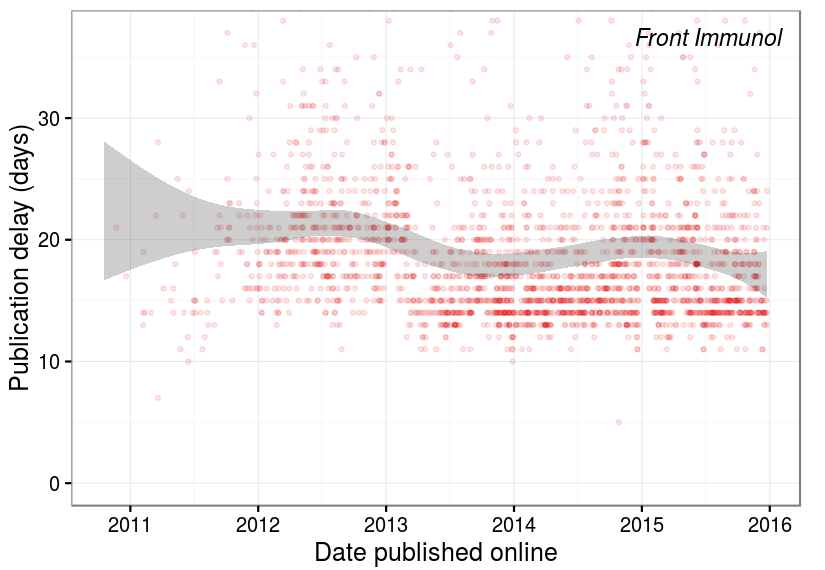 Front Immunol
Publication delay (days)
30
20
10
0
2011 2012 2013 2014 2015 2016
Date published online